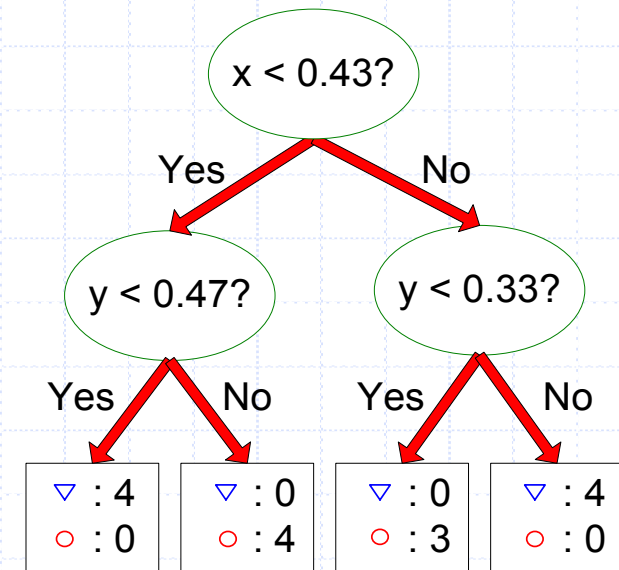 x < 0.43?
Yes
No
y < 0.47?
y < 0.33?
Yes
No
Yes
No
▽ : 4
○ : 0
▽ : 0
○ : 4
▽ : 0
○ : 3
▽ : 4
○ : 0